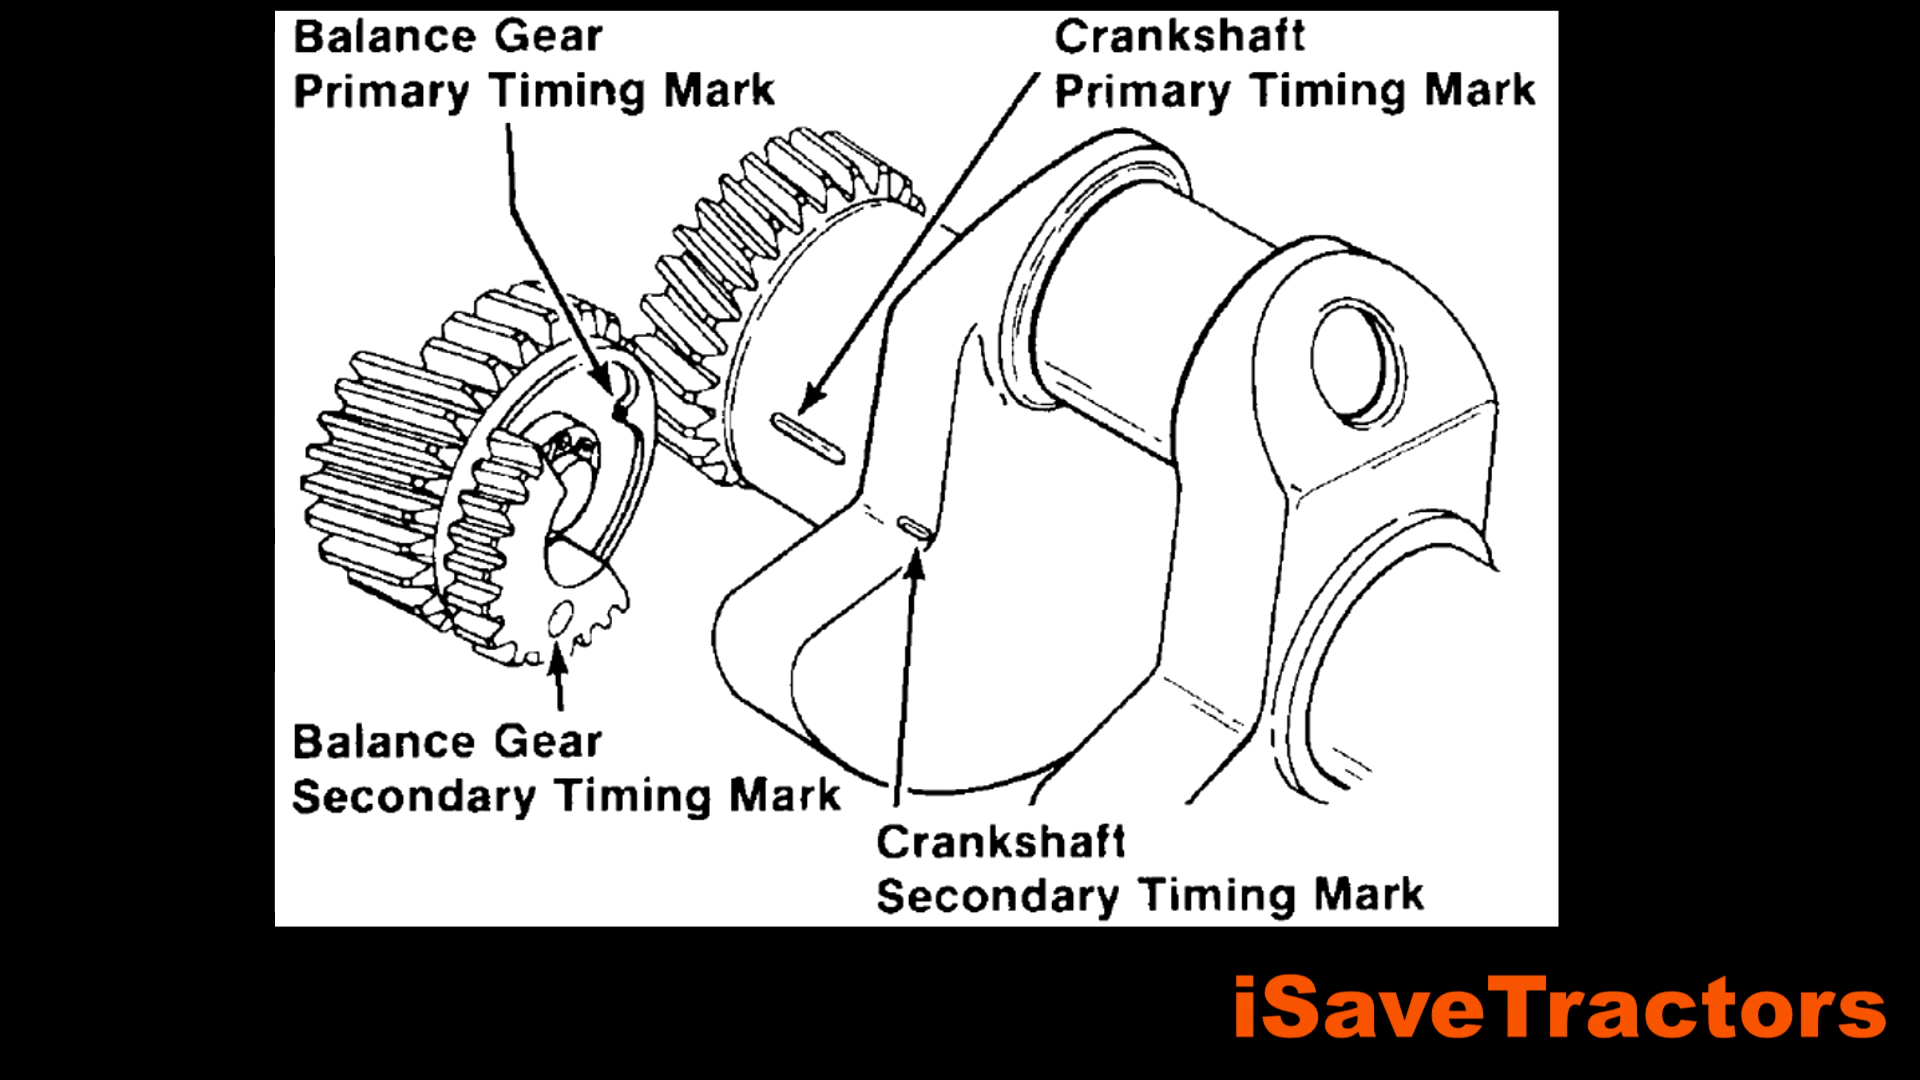 Balance Gear
Primary Timing Mark
Crankshaft
Primary Timing Mark
Balance Gear
Secondary Timing Mark
Crankshaft
Secondary Timing Mark
iSaveTractors